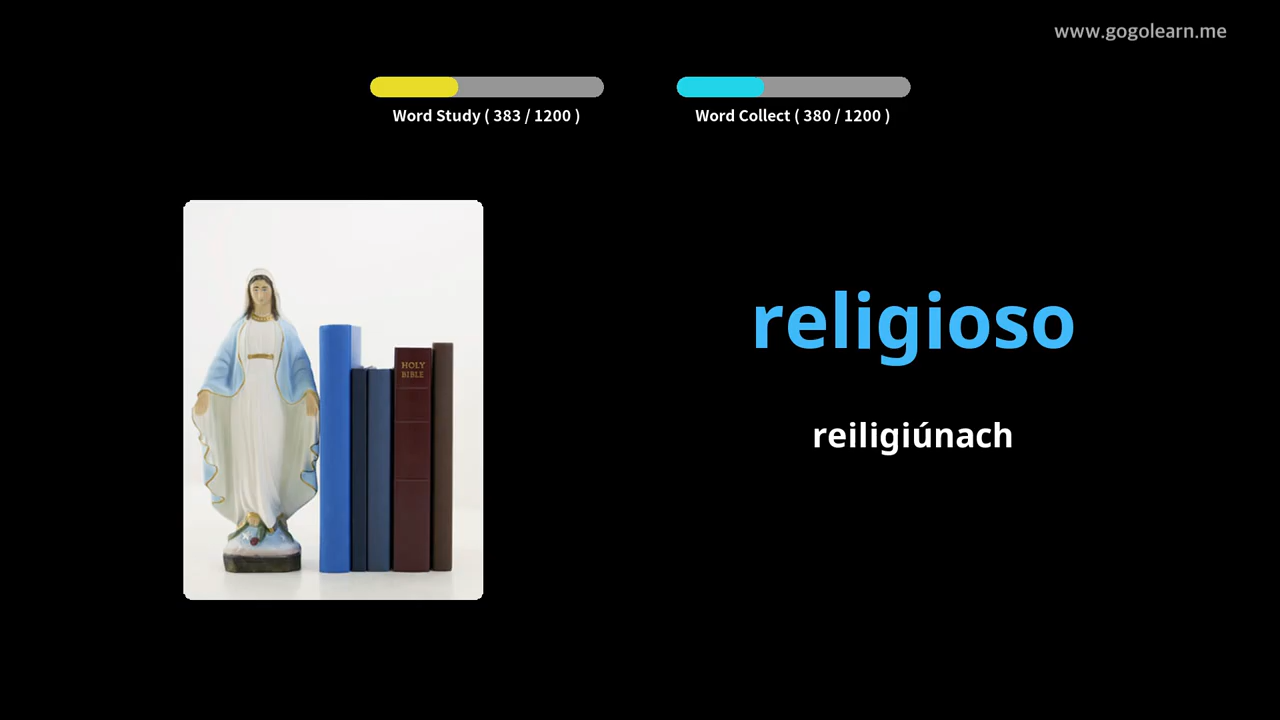 www.gogolearn.me
Word Study ( 383 / 1200 )
Word Collect ( 380 / 1200 )
HOLY
BIBLE
religioso
reiligiúnach